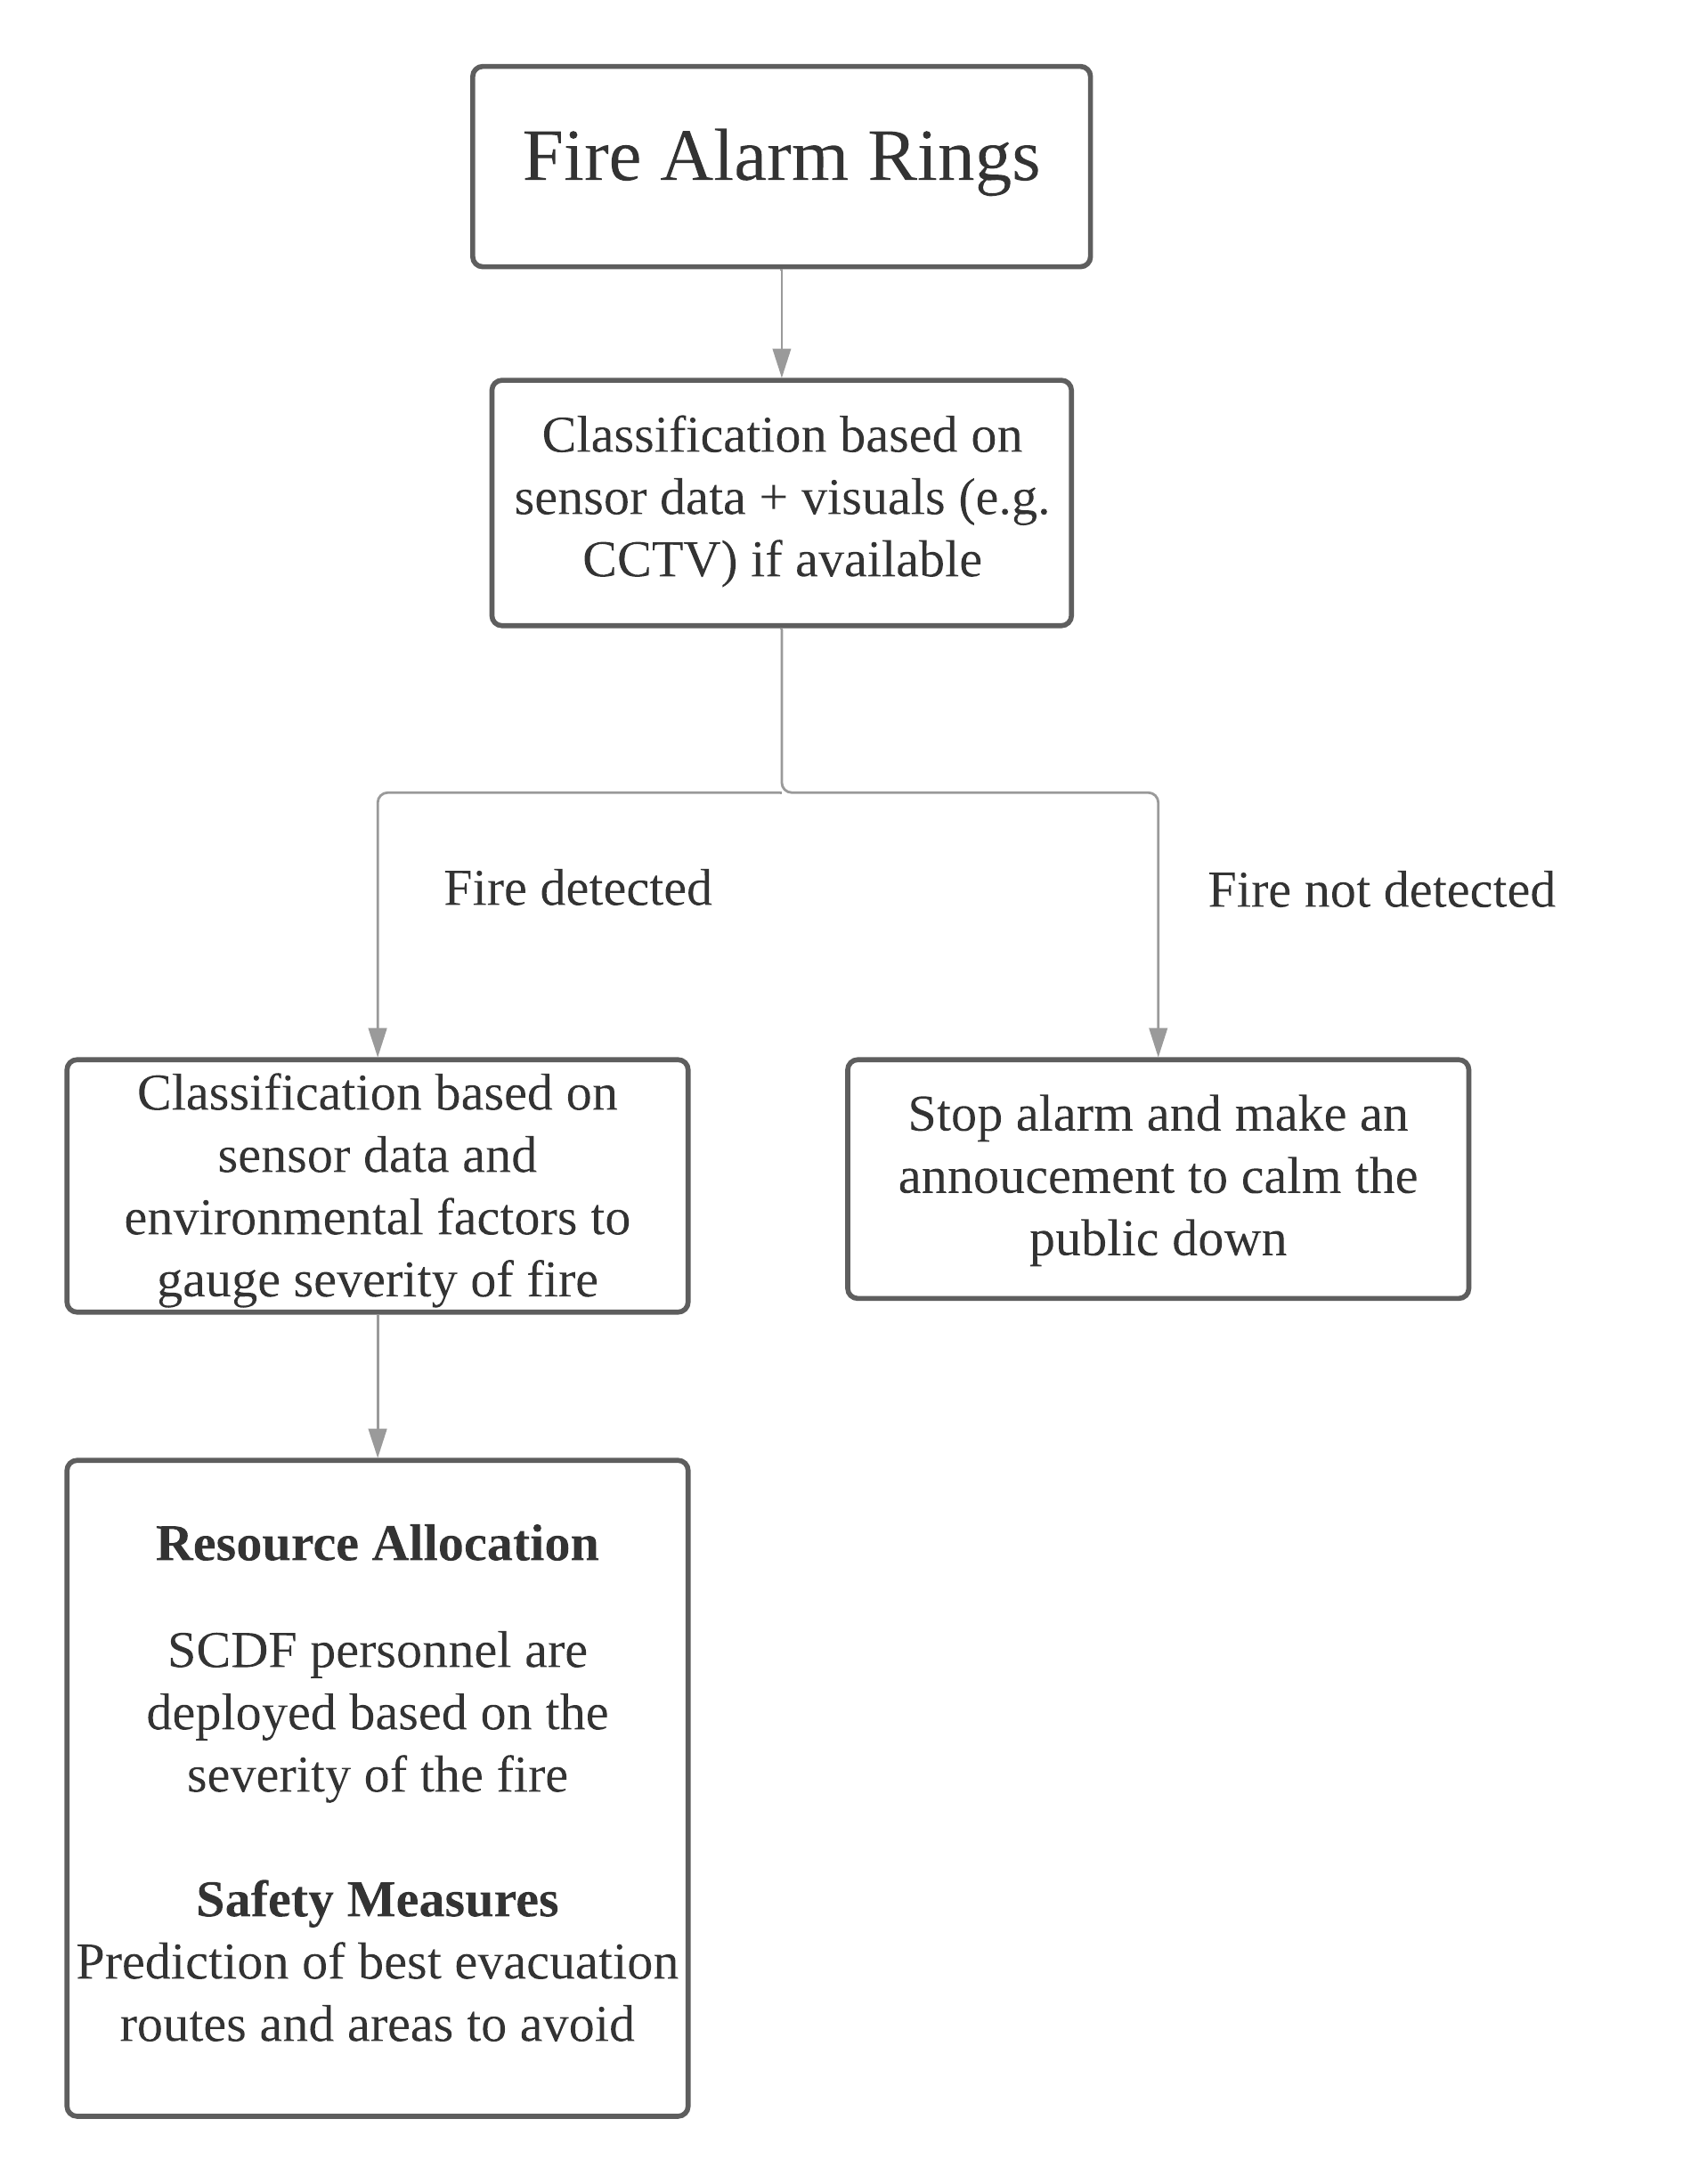 Fire Alarm Rings
Classification based on
sensor data + visuals (e.g.
CCTV) if available
Fire detected
Fire not detected
Classification based on
sensor data and
environmental factors to
gauge severity of fire
Stop alarm and make an
annoucement to calm the
public down
Resource Allocation
SCDF personnel are
deployed based on the
severity of the fire
Safety Measures
Prediction of best evacuation
routes and areas to avoid